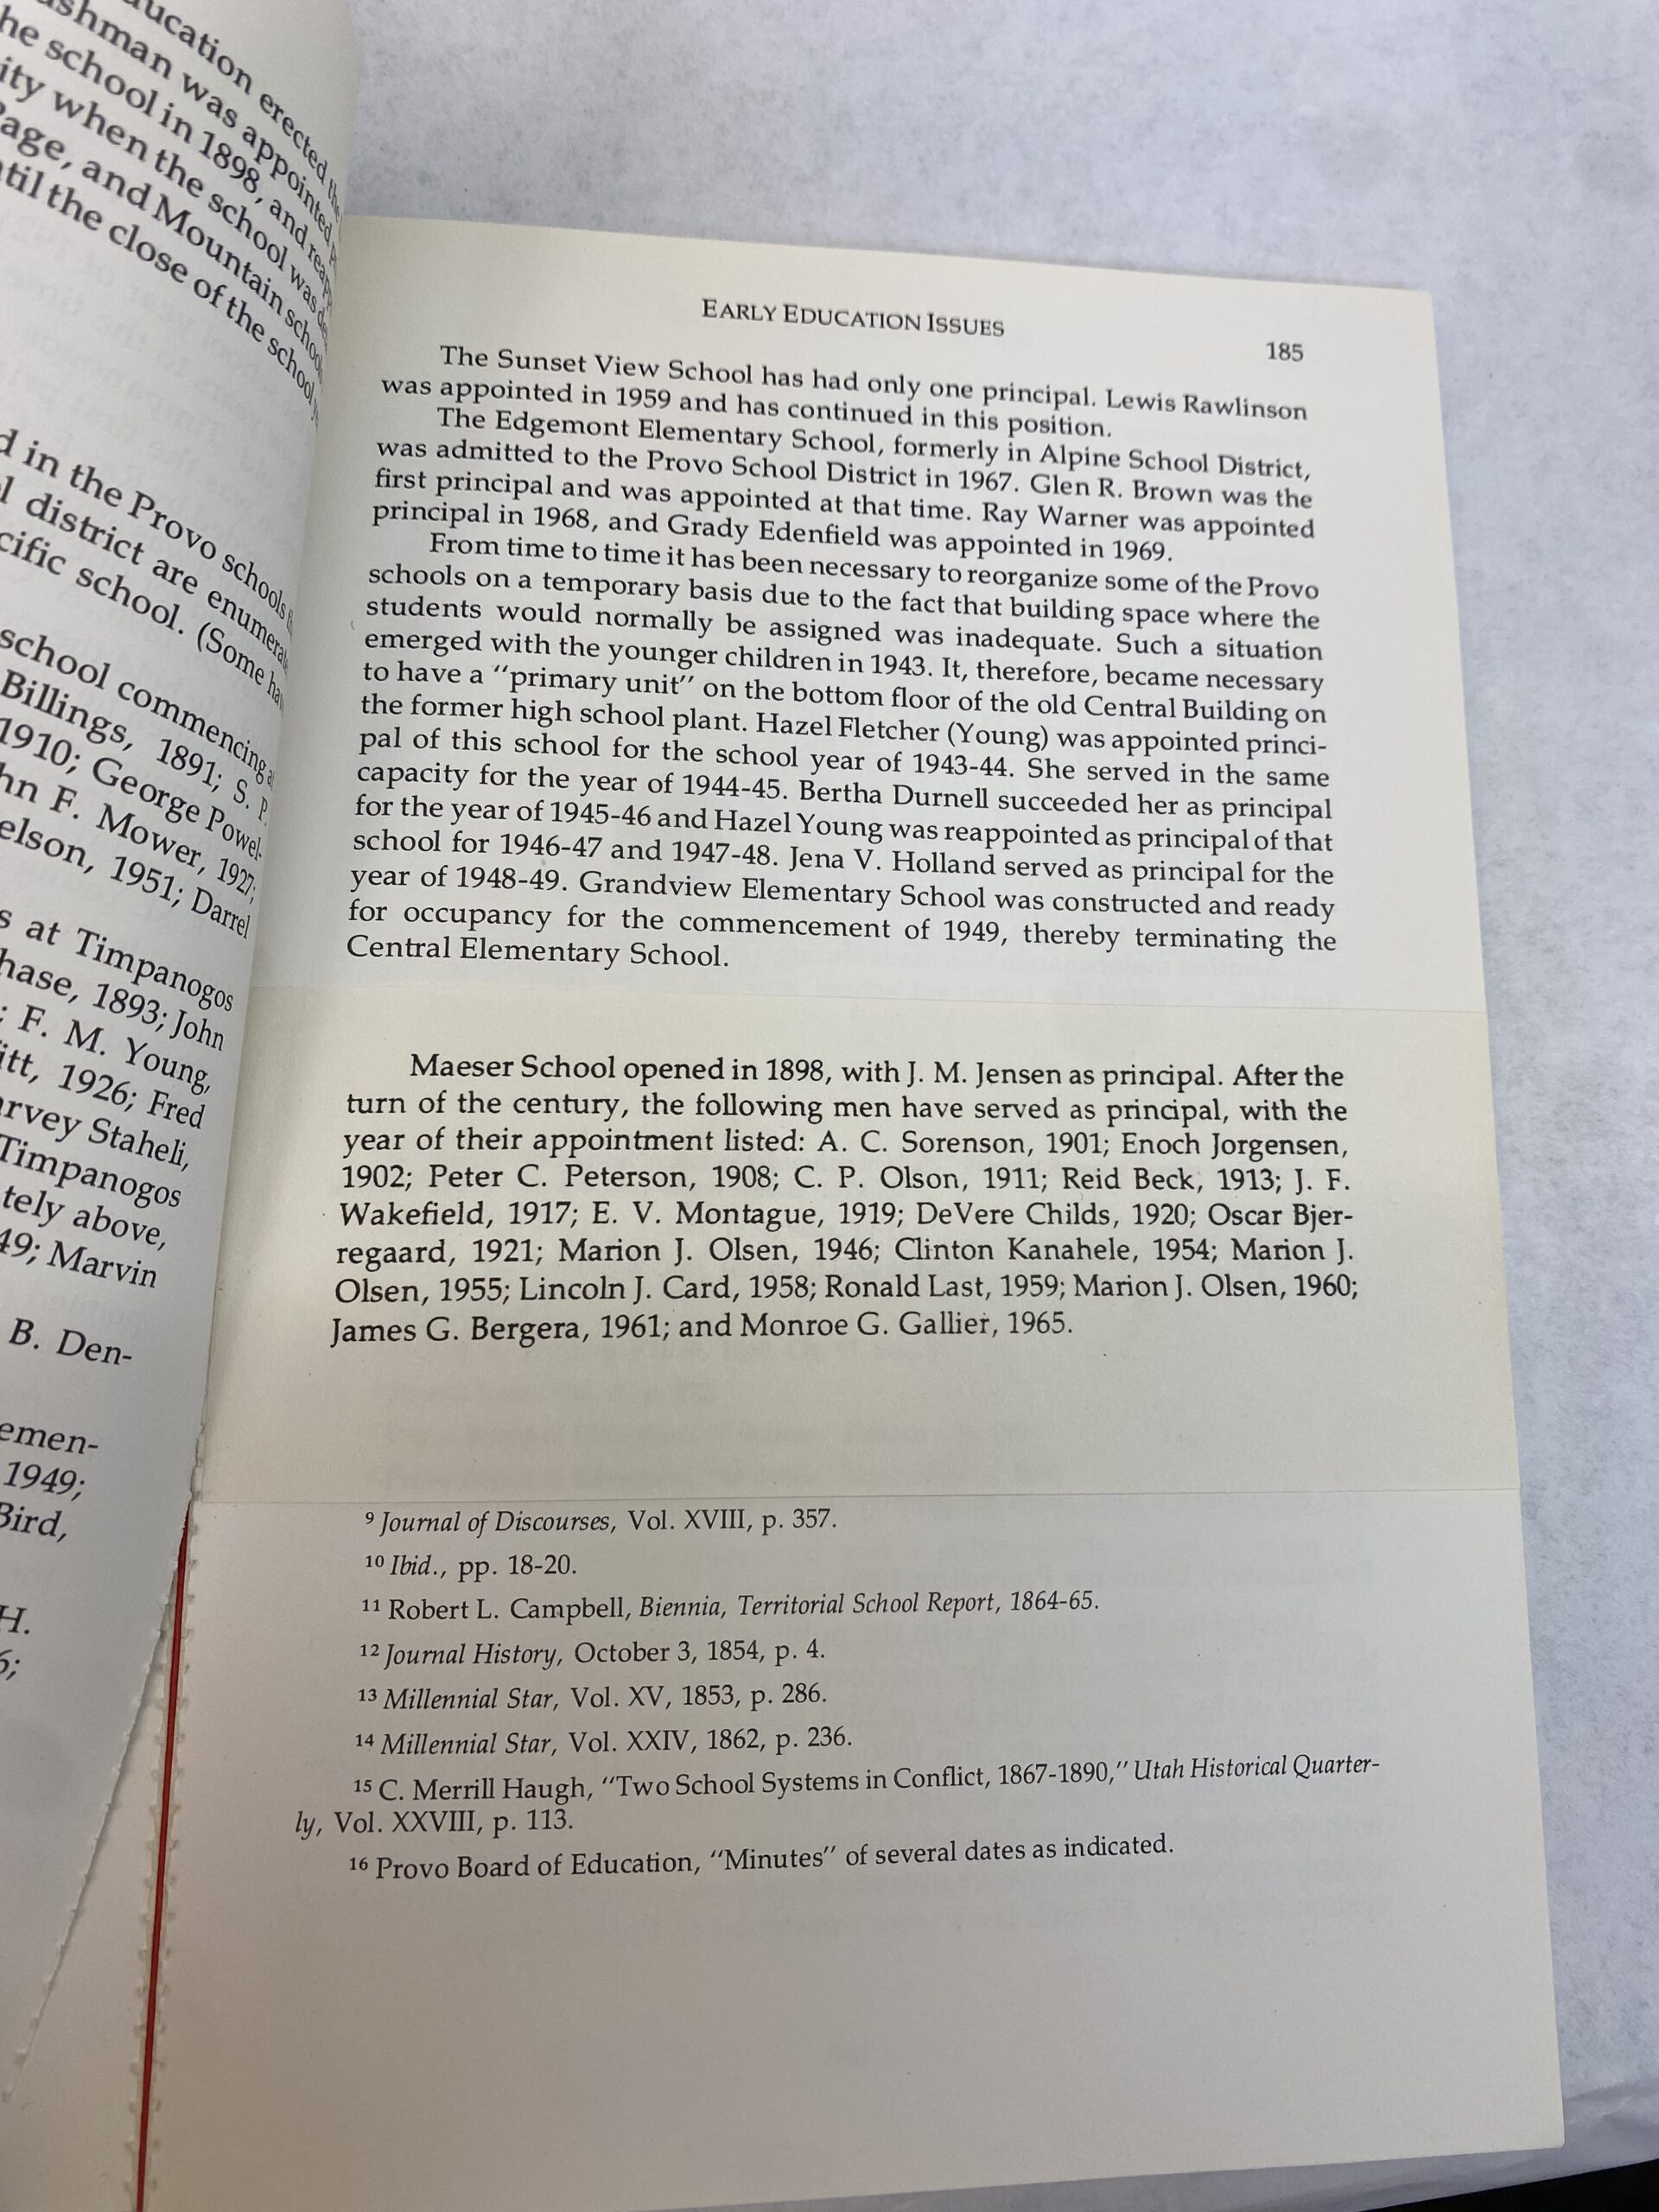 ucation erected
shman was appointed
he school in 1898, and
ity when the school was
age, and Mountain school
til the close of the school
d in the Provo schools
l district are
cific school. (Some
school commencing
Billings, 1891; S. P.
1910; George Powel-
hn F. Mower, 1927;
elson, 1951; Darrel
s at Timpanogos
hase, 1893; John
; F. M. Young,
itt, 1926; Fred
arvey Staheli,
Timpanogos
tely above,
49; Marvin
B. Den-
emen-
1949;
Bird,
H.
6;
EARLY EDUCATION ISSUES
185
The Sunset View School has had only one principal. Lewis Rawlinson
was appointed in 1959 and has continued in this position.
The Edgemont Elementary School, formerly in Alpine School District,
was admitted to the Provo School District in 1967. Glen R. Brown was the
first principal and was appointed at that time. Ray Warner was appointed
principal in 1968, and Grady Edenfield was appointed in 1969.
From time to time it has been necessary to reorganize some of the Provo
schools on a temporary basis due to the fact that building space where the
students would normally be assigned was inadequate. Such a situation
emerged with the younger children in 1943. It, therefore, became necessary
to have a "primary unit" on the bottom floor of the old Central Building on
the former high school plant. Hazel Fletcher (Young) was appointed princi-
pal of this school for the school year of 1943-44. She served in the same
capacity for the year of 1944-45. Bertha Durnell succeeded her as principal
for the year of 1945-46 and Hazel Young was reappointed as principal of that
school for 1946-47 and 1947-48. Jena V. Holland served as principal for the
year of 1948-49. Grandview Elementary School was constructed and ready
for occupancy for the commencement of 1949, thereby terminating the
Central Elementary School.
Maeser School opened in 1898, with J. M. Jensen as principal. After the
turn of the century, the following men have served as principal, with the
year of their appointment listed: A. C. Sorenson, 1901; Enoch Jorgensen,
1902; Peter C. Peterson, 1908; C. P. Olson, 1911; Reid Beck, 1913; J. F.
Wakefield, 1917; E. V. Montague, 1919; DeVere Childs, 1920; Oscar Bjer-
regaard, 1921; Marion J. Olsen, 1946; Clinton Kanahele, 1954; Marion J.
Olsen, 1955; Lincoln J. Card, 1958; Ronald Last, 1959; Marion J. Olsen, 1960;
James G. Bergera, 1961; and Monroe G. Gallier, 1965.
9 Journal of Discourses, Vol. XVIII, p. 357.
10 Ibid., pp. 18-20.
11 Robert L. Campbell, Biennia, Territorial School Report, 1864-65.
12 Journal History, October 3, 1854, p. 4.
13 Millennial Star, Vol. XV, 1853, p. 286.
14 Millennial Star, Vol. XXIV, 1862, p. 236.
15 C. Merrill Haugh, "Two School Systems in Conflict, 1867-1890," Utah Historical Quarter-
ly, Vol. XXVIII, p. 113.
16 Provo Board of Education, "Minutes" of several dates as indicated.